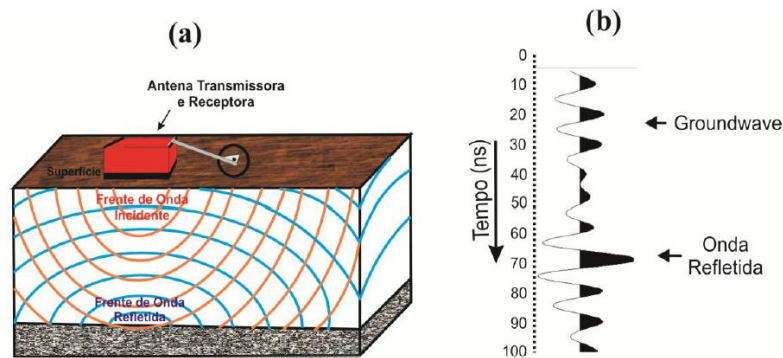 (a)
Antena Transmissora
e Receptora
Superfície
Frente de Onda
Incidente
Frente de Onda
Refletida
(b)
0
10
20
30
40
50
60
70
80
90
100
Tempo (ns)
Groundwave
Onda
Refletida